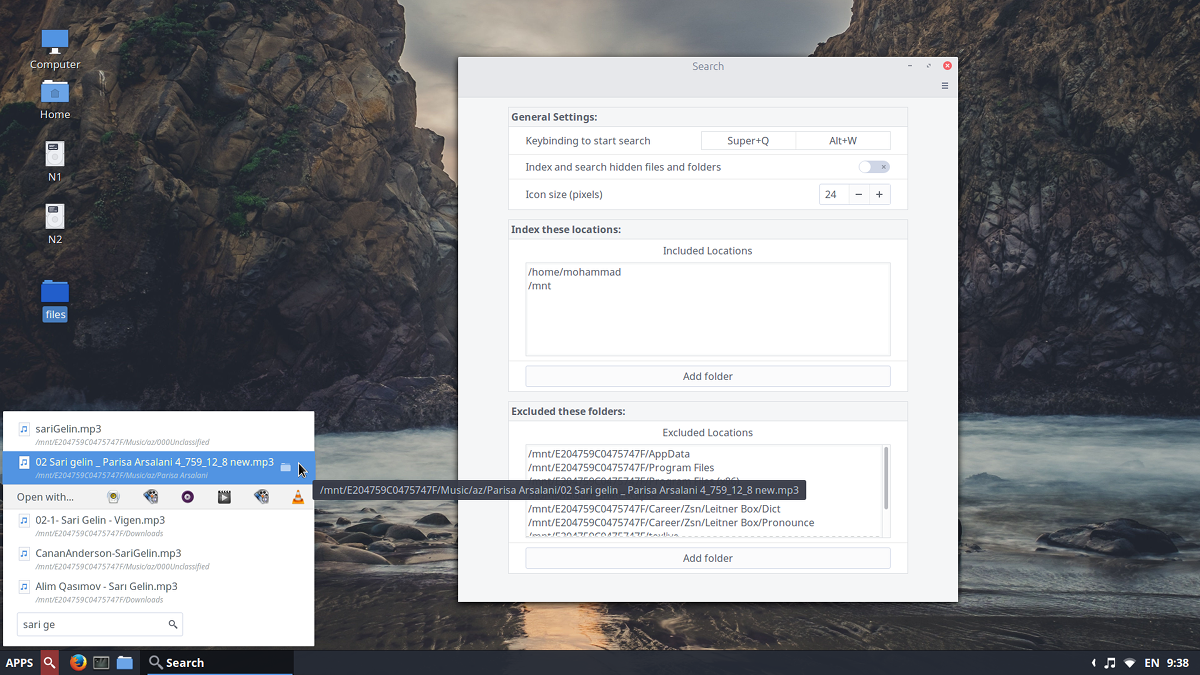 Computer
Home
N1
N2
files
Search
General Settings:
Keybinding to start search
Super+Q
Alt+W
Index and search hidden files and folders
Icon size (pixels)
24
Index these locations:
Included Locations
/home/mohammad
/mnt
Add folder
Excluded these folders:
Excluded Locations
/mnt/E204759C0475747F/AppData
/mnt/E204759C0475747F/Program Files
/mnt/E204759C0475747F/Career/Zsn/Leitner Box/Dict
/mnt/E204759C0475747F/Career/Zsn/Leitner Box/Pronounce
Add folder
sariGelin.mp3
/mnt/E204759C0475747F/Music/az/000Unclassified
02 Sari gelin _ Parisa Arsalani 4_759_12_8 new.mp3
/mnt/E204759C0475747F/Music/az/Parisa Arsalani
Open with...
/mnt/E204759C0475747F/Music/az/Parisa Arsalani/02 Sari gelin _ Parisa Arsalani 4_759_12_8 new.mp3
02-1- Sari Gelin - Vigen.mp3
/mnt/E204759C0475747F/Downloads
CananAnderson-SariGelin.mp3
/mnt/E204759C0475747F/Music/az/000Unclassified
Alim Qasımov - Sarı Gelin.mp3
/mnt/E204759C0475747F/Downloads
sari ge
APPS
Search
EN 9:38